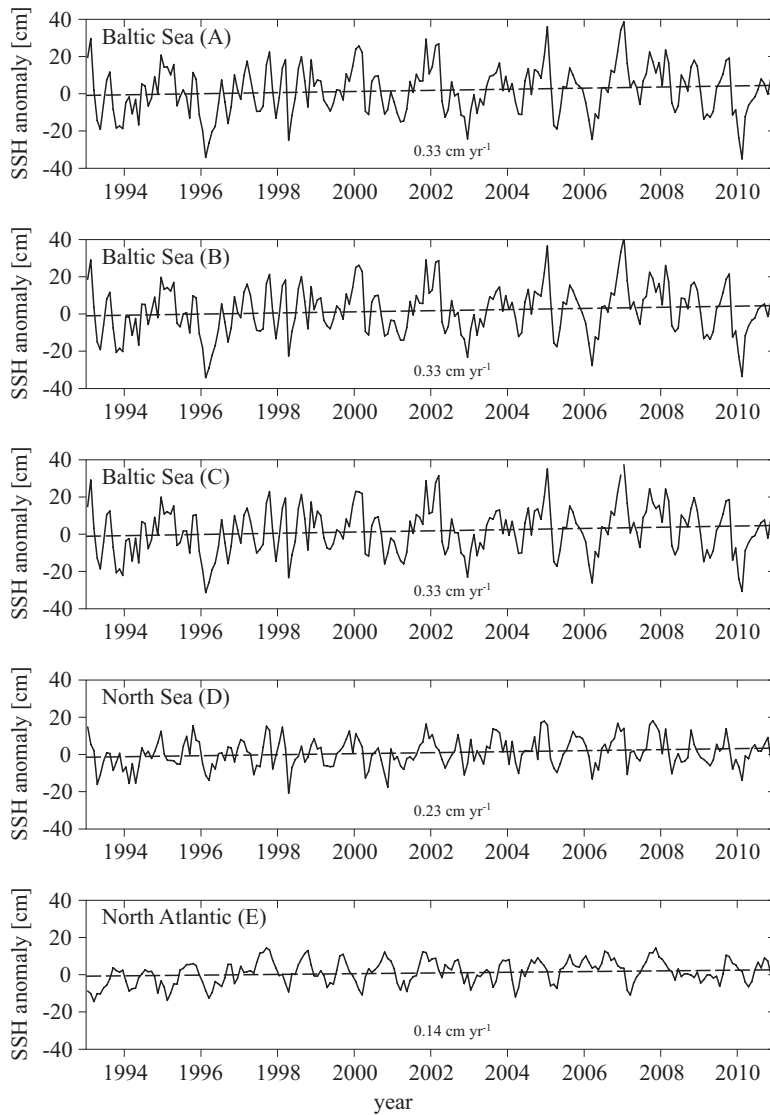 SSH anomaly [cm]
40
20
0
-20
-40
Baltic Sea (A)
0.33 cm yr⁻¹
1994 1996 1998 2000 2002 2004 2006 2008 2010
SSH anomaly [cm]
40
20
0
-20
-40
Baltic Sea (B)
0.33 cm yr⁻¹
1994 1996 1998 2000 2002 2004 2006 2008 2010
SSH anomaly [cm]
40
20
0
-20
-40
Baltic Sea (C)
0.33 cm yr⁻¹
1994 1996 1998 2000 2002 2004 2006 2008 2010
SSH anomaly [cm]
40
20
0
-20
-40
North Sea (D)
0.23 cm yr⁻¹
1994 1996 1998 2000 2002 2004 2006 2008 2010
SSH anomaly [cm]
40
20
0
-20
-40
North Atlantic (E)
0.14 cm yr⁻¹
1994 1996 1998 2000 2002 2004 2006 2008 2010
year